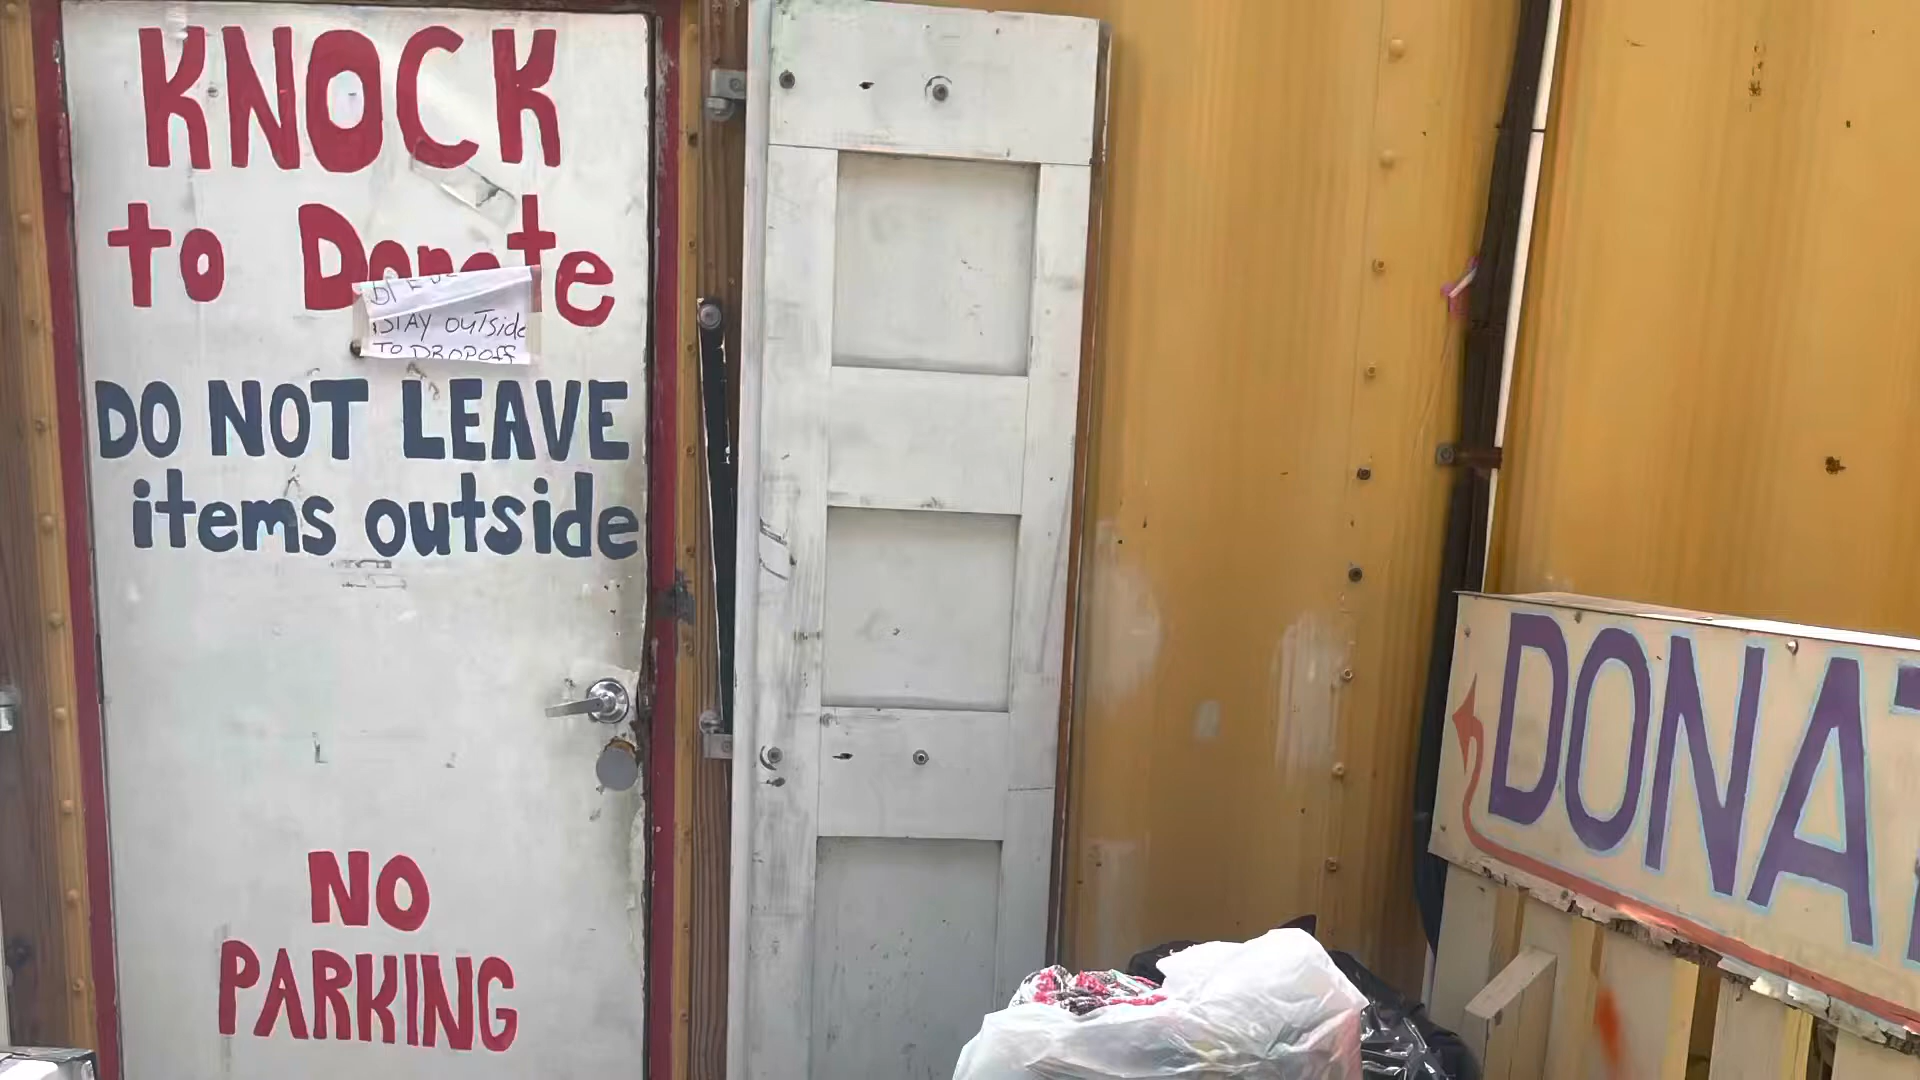 KNOCK
to Donate
STAY OUTSide
TO DROPOff
DO NOT LEAVE
items outside
NO
PARKING
DONA